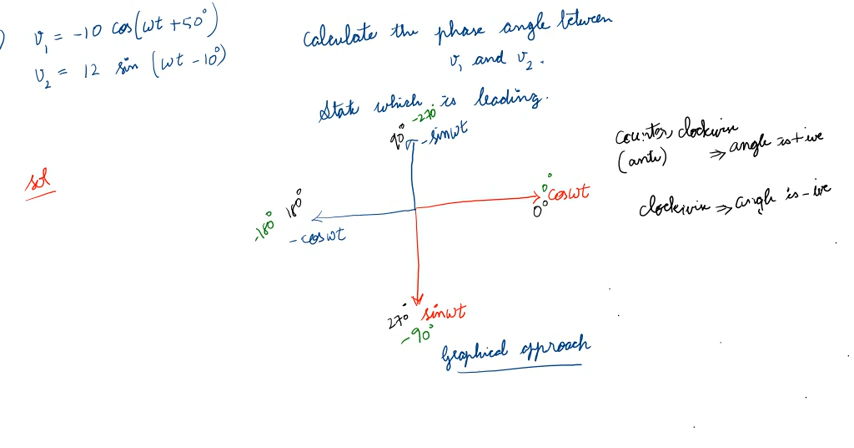 ) v₁ = -10 cos(ωt + 50°)
v₂ = 12 sin (ωt - 10°)
Calculate the phase angle between
v₁ and v₂.
State which is leading.
sol
90° -270°
-sinωt
0°
cosωt
0°
-180° 180°
-cosωt
270° sinωt
-90°
Graphical approach
counter, clockwise
(anti) ⇒ angle is +ive
clockwise ⇒ angle is -ive